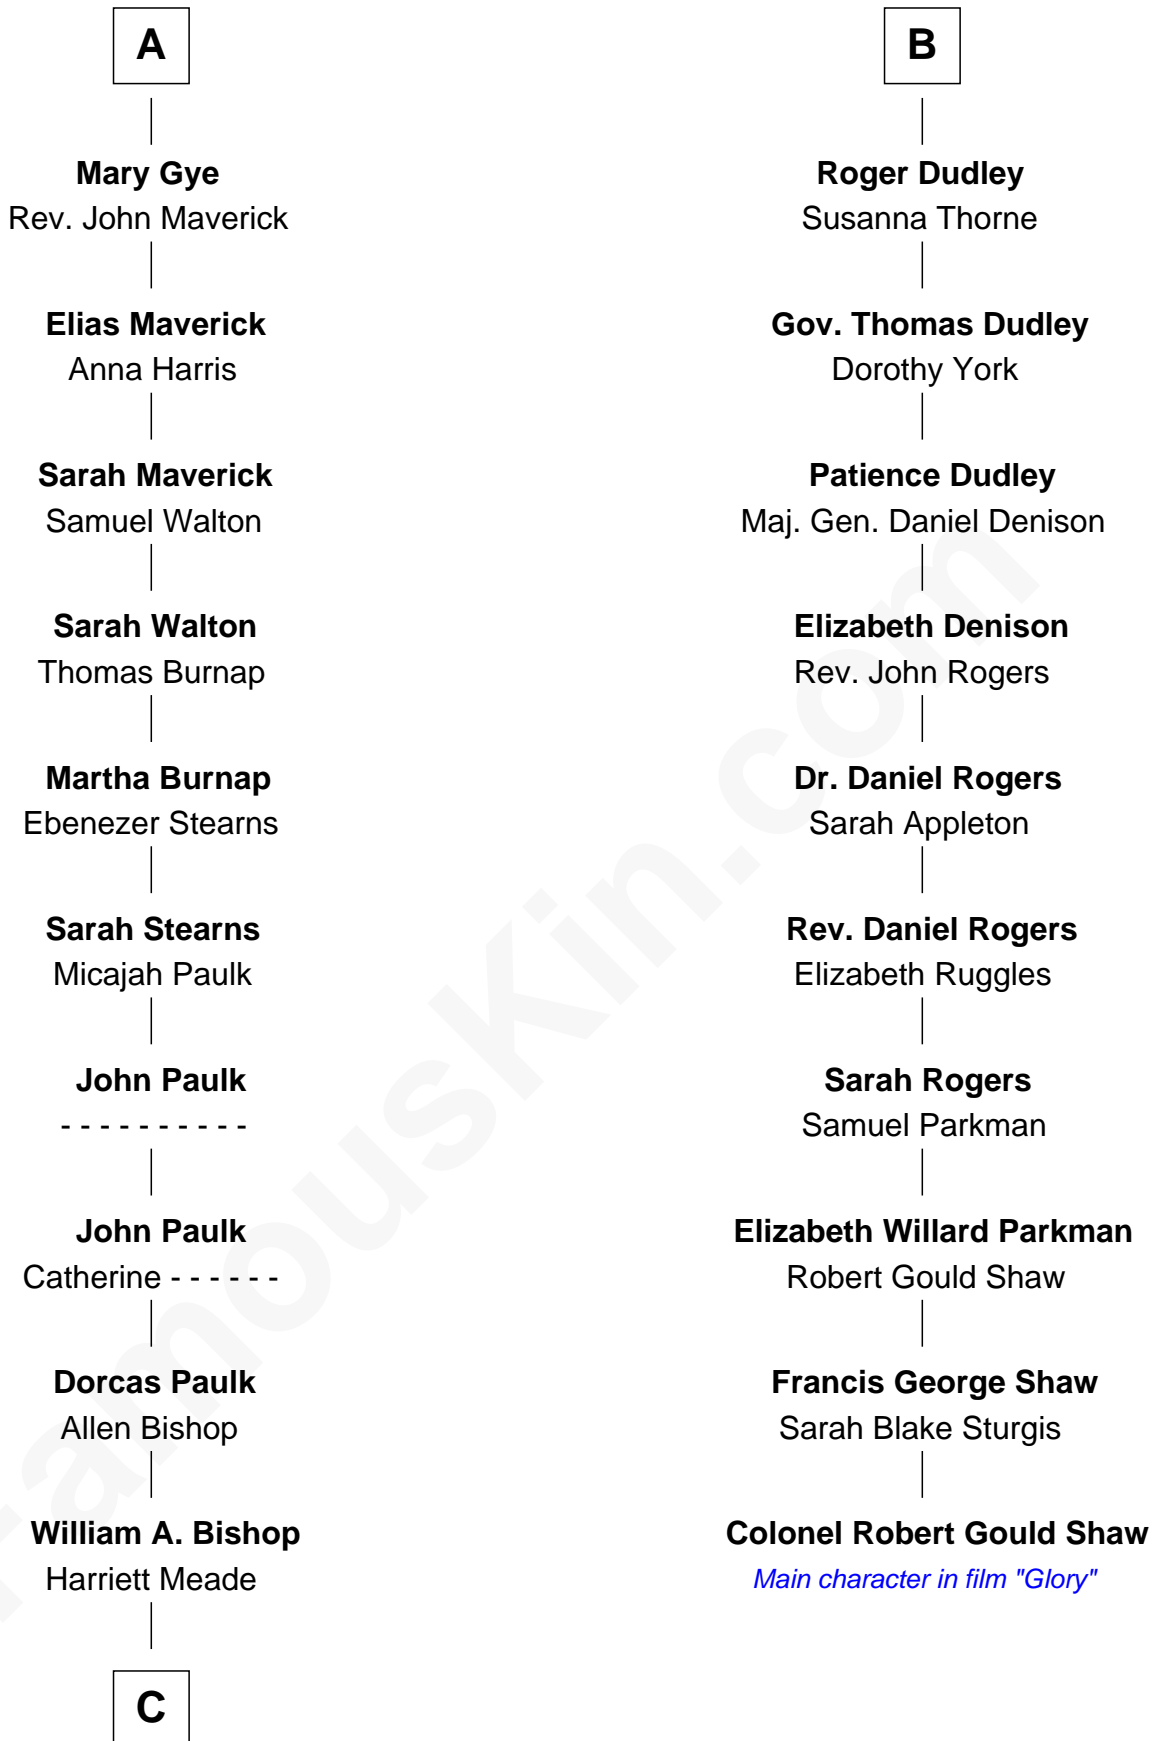 A
Mary Gye
Rev. John Maverick
Elias Maverick
Anna Harris
Sarah Maverick
Samuel Walton
Sarah Walton
Thomas Burnap
Martha Burnap
Ebenezer Stearns
Sarah Stearns
Micajah Paulk
John Paulk
- - - - - - - - - -
John Paulk
Catherine - - - - - -
Dorcas Paulk
Allen Bishop
William A. Bishop
Harriett Meade
C
B
Roger Dudley
Susanna Thorne
Gov. Thomas Dudley
Dorothy York
Patience Dudley
Maj. Gen. Daniel Denison
Elizabeth Denison
Rev. John Rogers
Dr. Daniel Rogers
Sarah Appleton
Rev. Daniel Rogers
Elizabeth Ruggles
Sarah Rogers
Samuel Parkman
Elizabeth Willard Parkman
Robert Gould Shaw
Francis George Shaw
Sarah Blake Sturgis
Colonel Robert Gould Shaw
Main character in film "Glory"
FamousKin.com